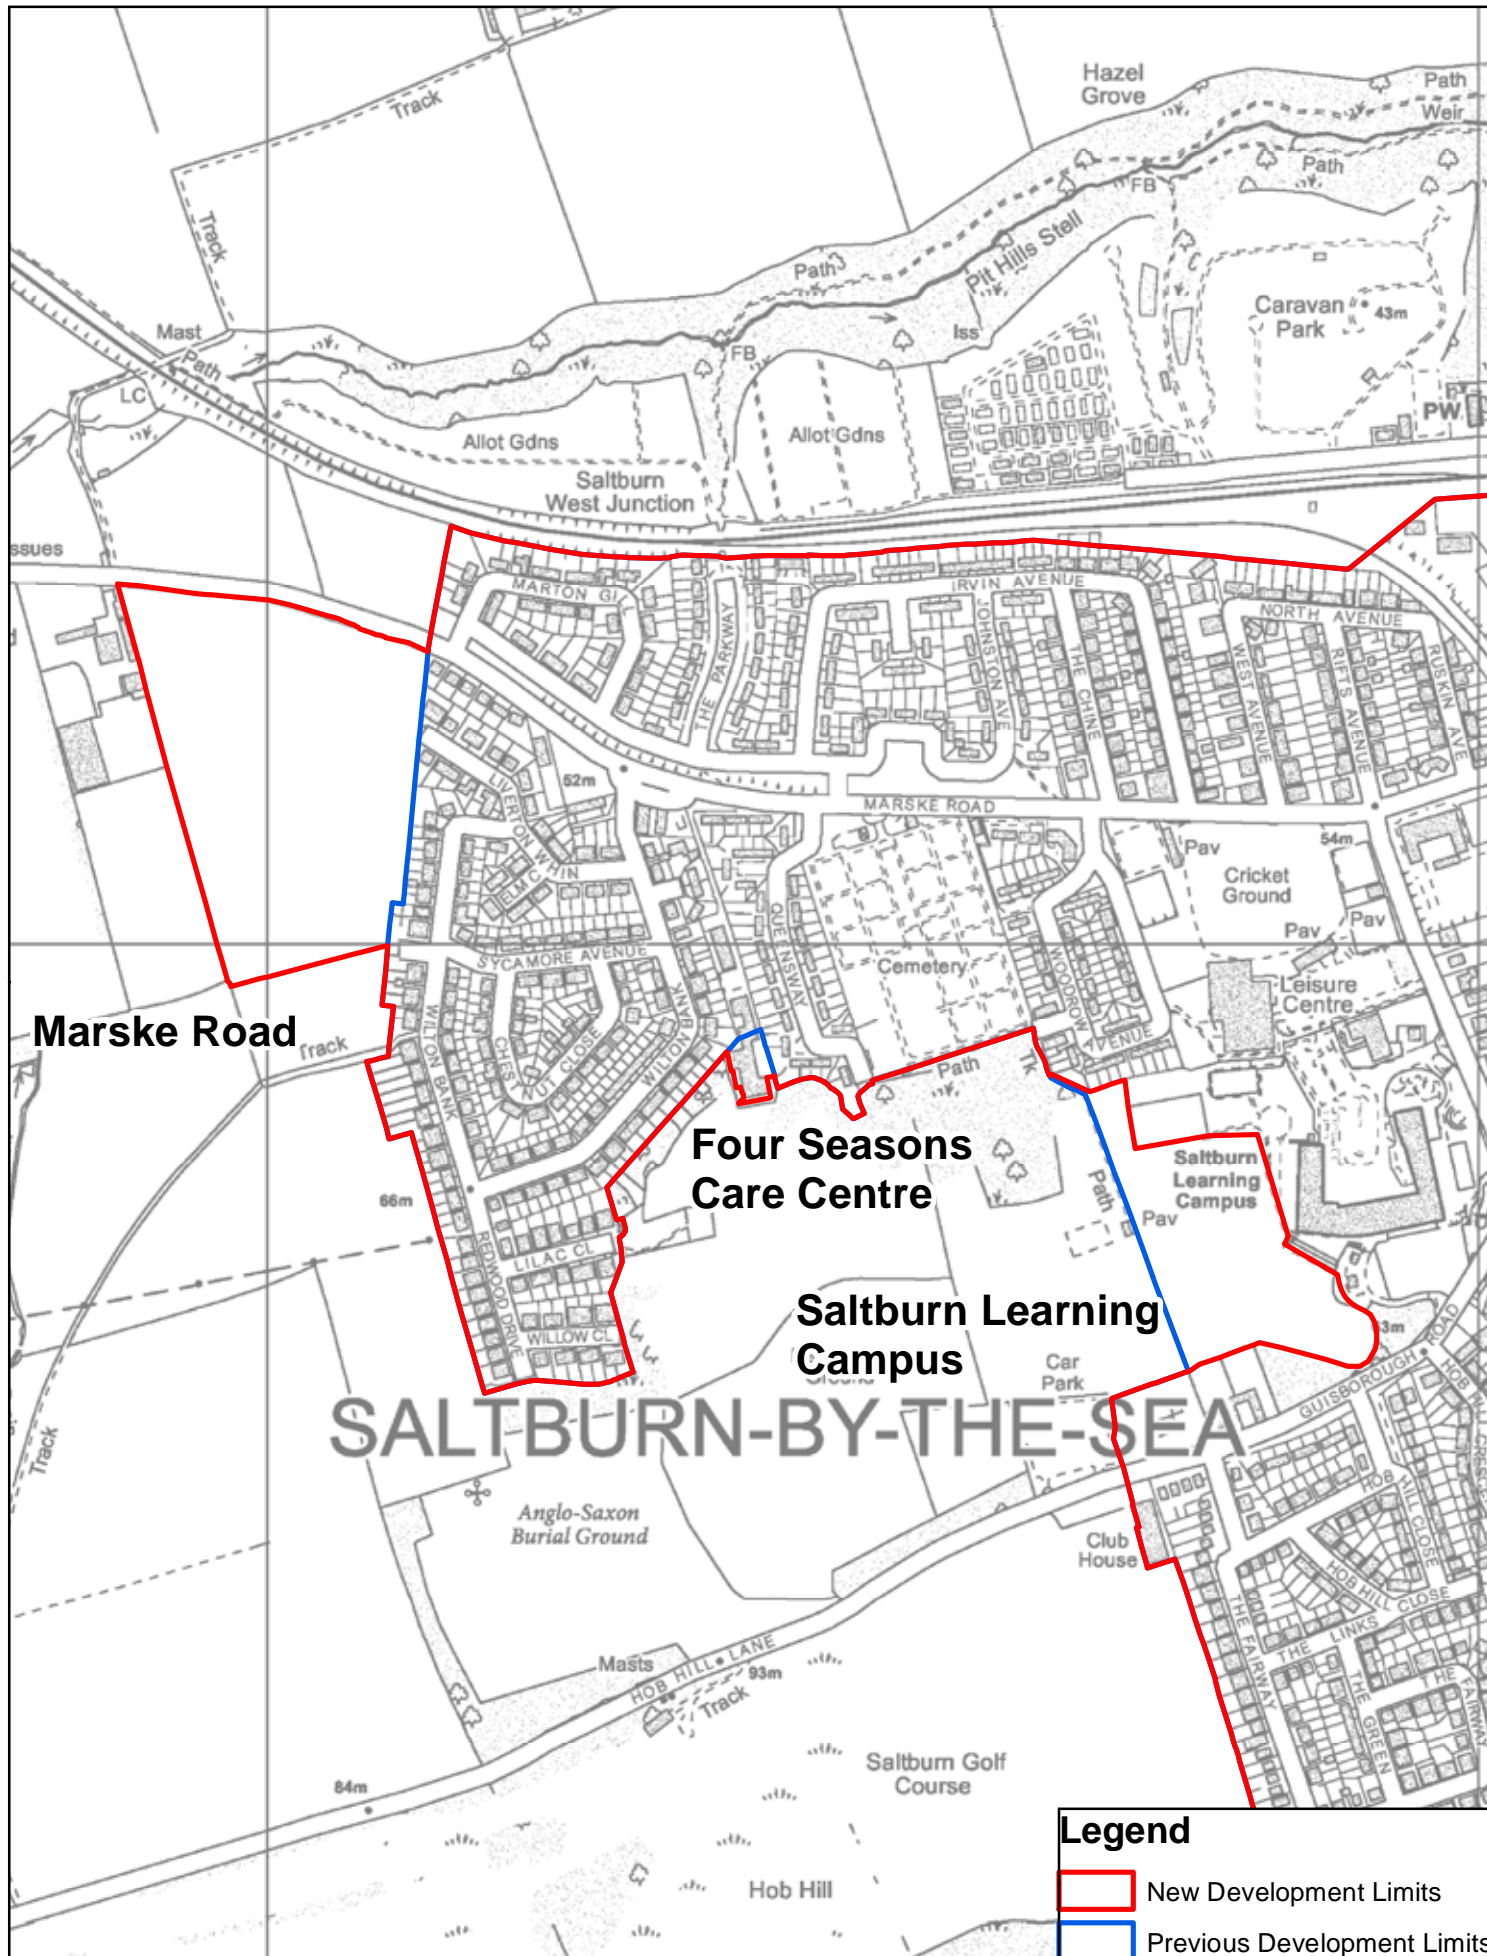 Hazel
Grove
Path
Weir
Track
Path
FB
Track
Pit Hills Stell
Path
Caravan
Park
43m
Mast
Path
Iss
FB
LC
PW
Allot Gdns
Allot Gdns
Saltburn
West Junction
ssues
MARTON GILL
IRVIN AVENUE
NORTH AVENUE
THE PARKWAY
JOHNSTON AVE
THE CHINE
WEST AVENUE
RIFTS AVENUE
RUSKIN AVE
52m
LIVERTON WHIN
MARSKE ROAD
54m
Pav
Cricket
Ground
ELM C
Pav
Pav
QUEENSWAY
SYCAMORE AVENUE
Cemetery
WOODROW
AVENUE
Leisure
Centre
Marske Road
Track
WILTON BANK
CHES
NUT CLOSE
WILTON BANK
Path
TK
Four Seasons
Care Centre
Saltburn
Learning
Campus
Path
Pav
66m
REDWOOD DRIVE
LILAC CL
WILLOW CL
Saltburn Learning
Campus
Car
Park
3m
GUISBOROUGH ROAD
SALTBURN-BY-THE-SEA
Track
Anglo-Saxon
Burial Ground
Club
House
HOB HILL CLOSE
HOB HILL CLOSE
THE LINKS
THE FAIRWAY
THE GREEN
THE FAIRWAY
Masts
HOB HILL LANE
93m
Track
84m
Saltburn Golf
Course
Hob Hill
Legend
New Development Limits
Previous Development Limits